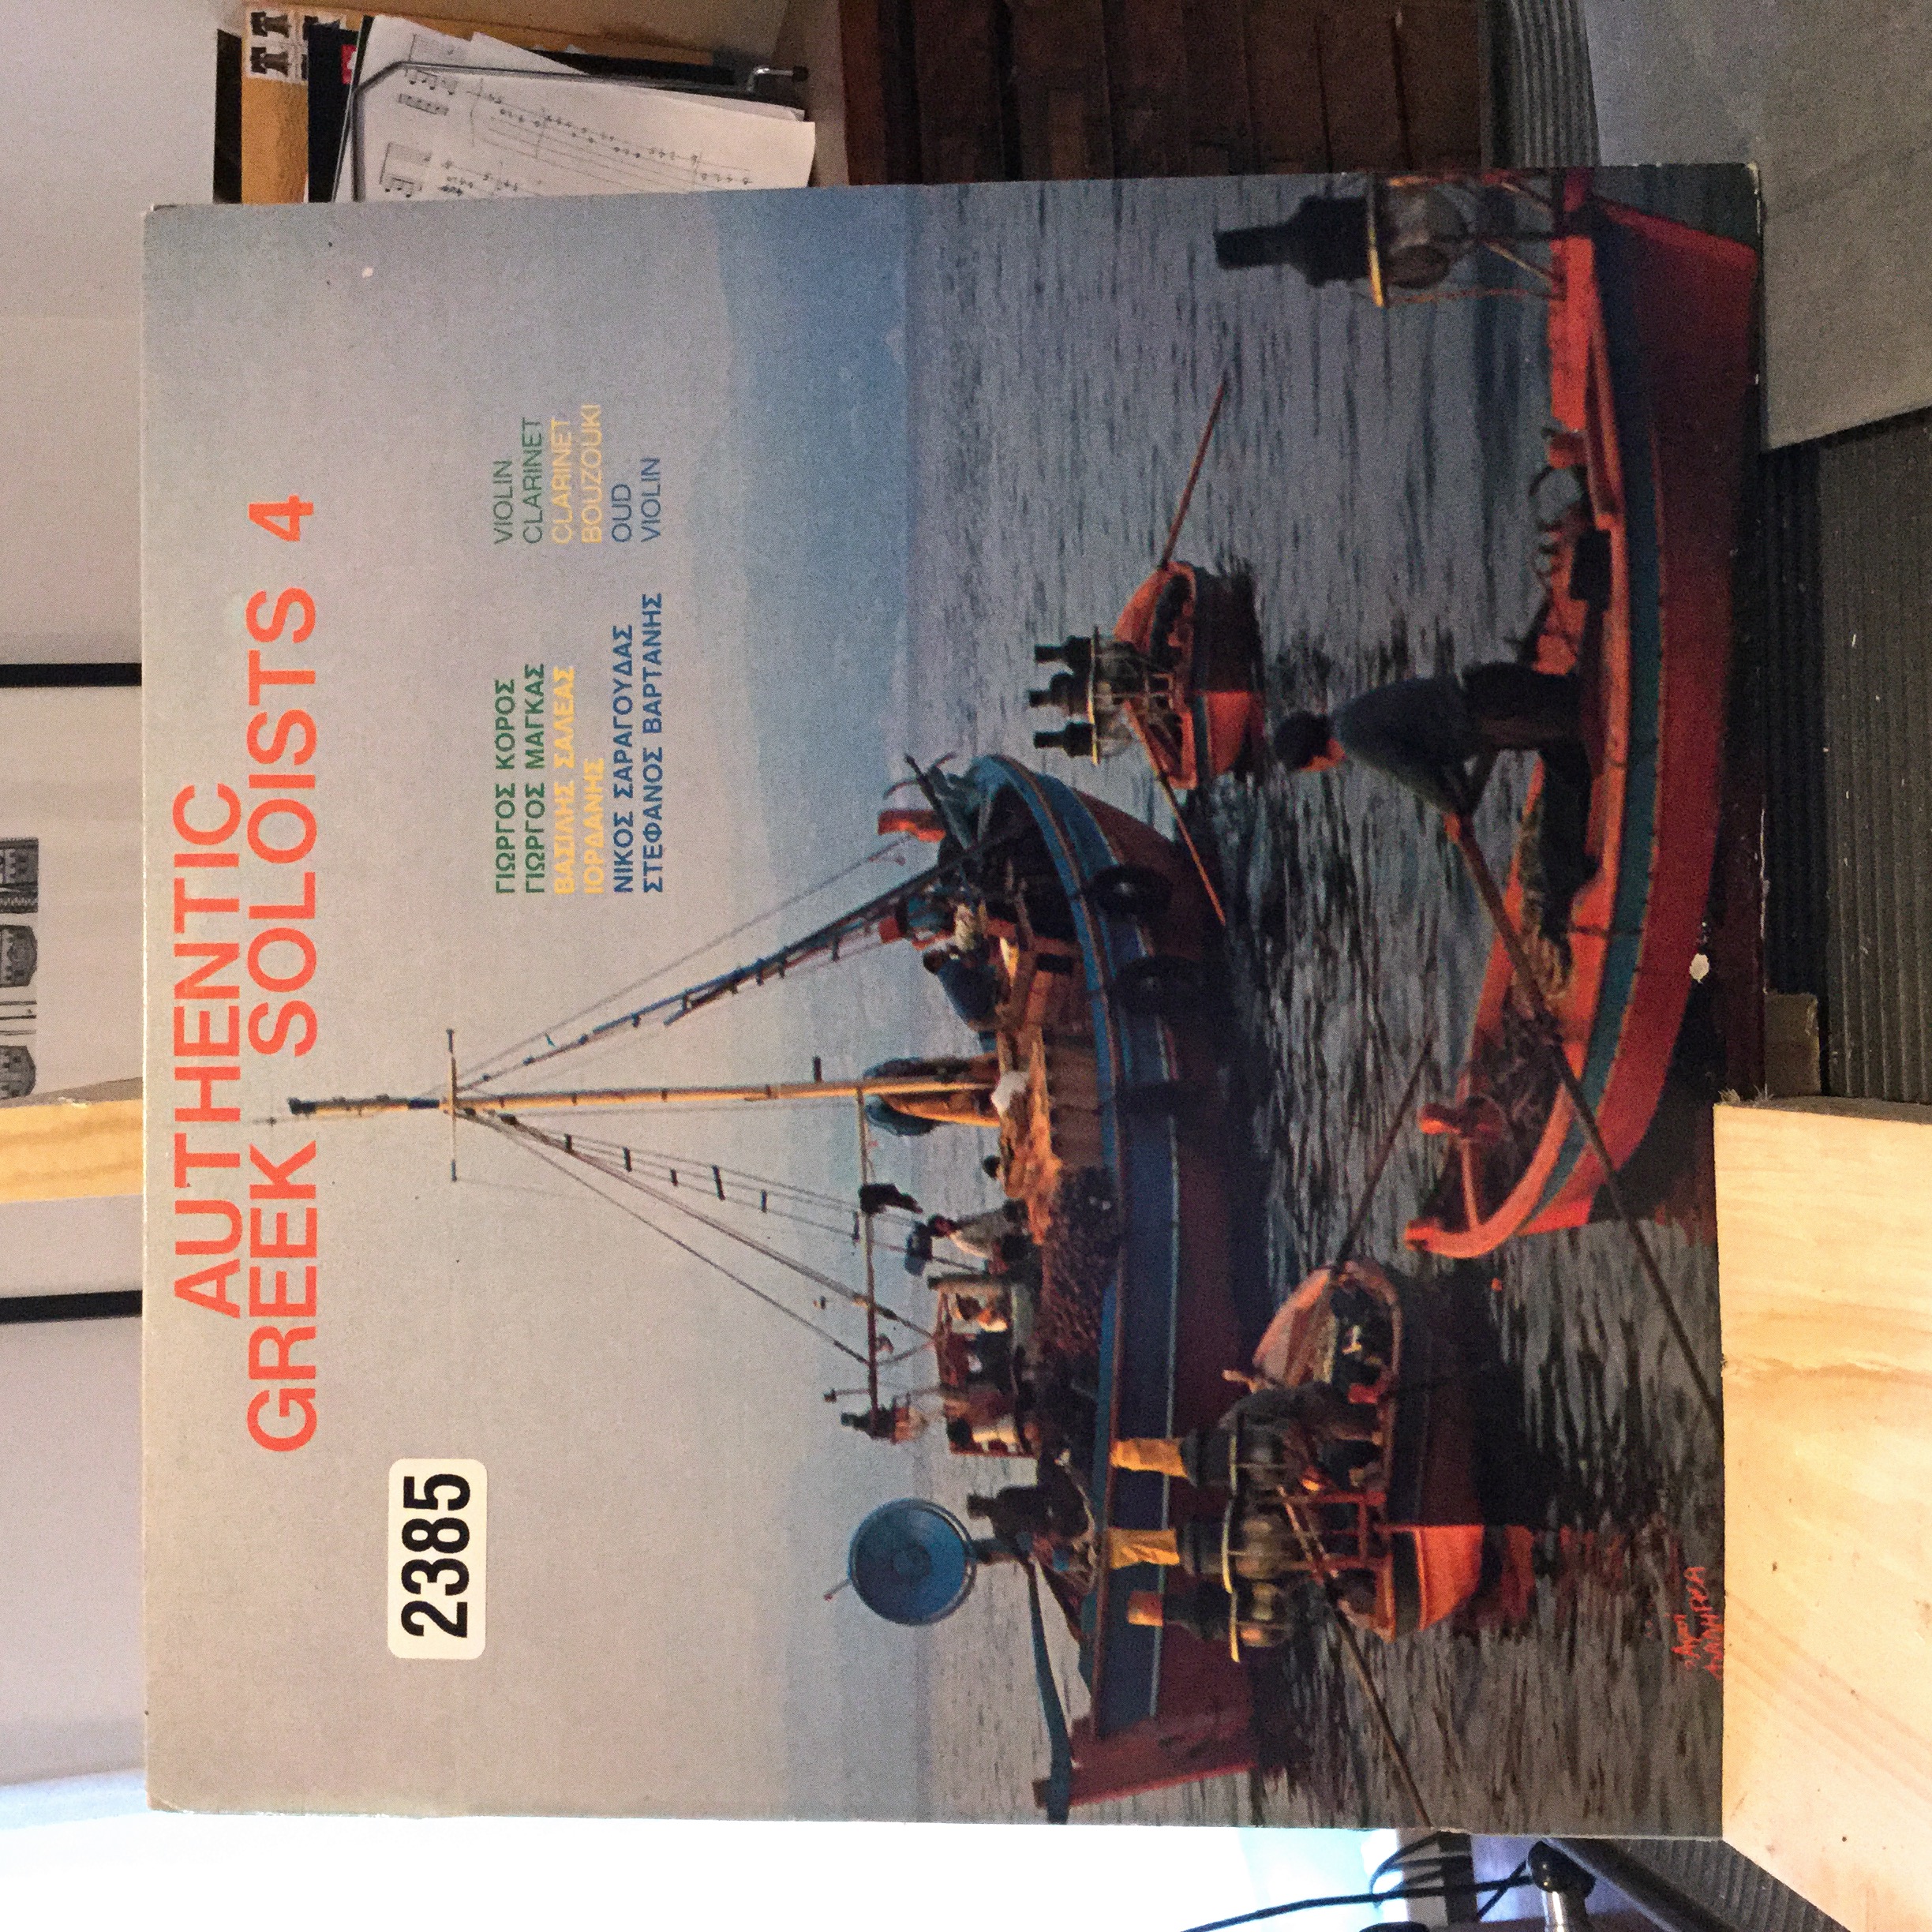 AUTHENTIC
GREEK SOLOISTS 4
2385
ΓΙΩΡΓΟΣ ΚΟΡΟΣ VIOLIN
ΓΙΩΡΓΟΣ ΜΑΓΚΑΣ CLARINET
ΒΑΣΙΛΗΣ ΣΑΛΕΑΣ CLARINET
ΙΟΡΔΑΝΗΣ BOUZOUKI
ΝΙΚΟΣ ΣΑΡΑΓΟΥΔΑΣ OUD
ΣΤΕΦΑΝΟΣ ΒΑΡΤΑΝΗΣ VIOLIN